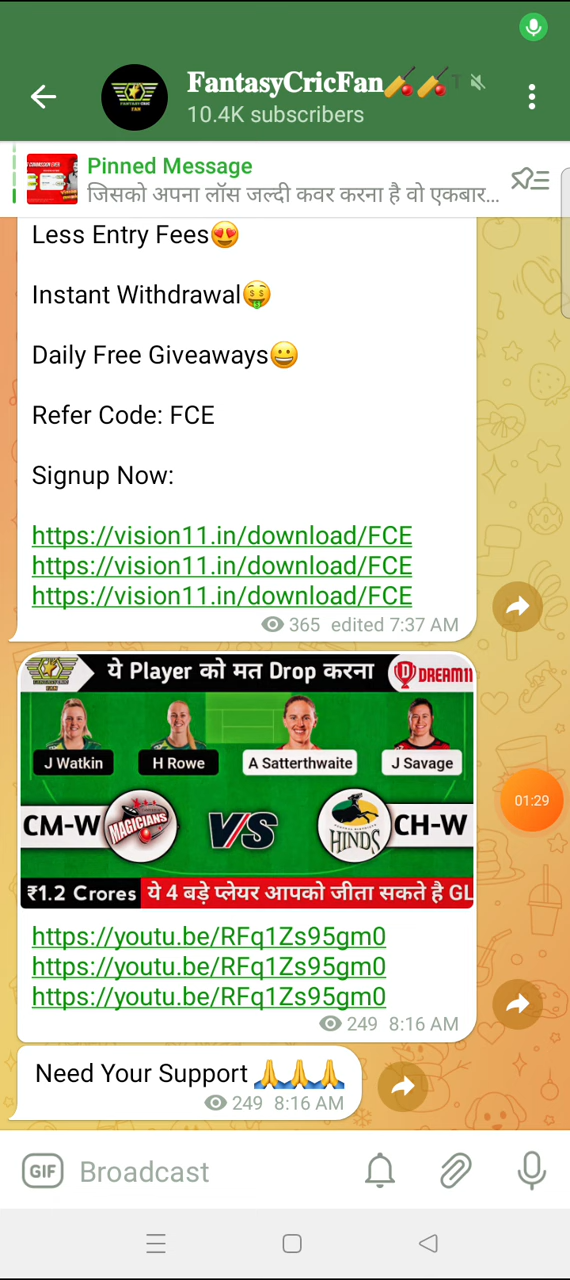 FantasyCricFan🏏🏏T
10.4K subscribers
Pinned Message
जिसको अपना लॉस जल्दी कवर करना है वो एकबार...
Less Entry Fees😍
Instant Withdrawal🤑
Daily Free Giveaways😀
Refer Code: FCE
Signup Now:
https://vision11.in/download/FCE
https://vision11.in/download/FCE
https://vision11.in/download/FCE
365 edited 7:37 AM
ये Player को मत Drop करना
DREAM11
J Watkin
H Rowe
A Satterthwaite
J Savage
CM-W
MAGICIANS
VS
HINDS
CH-W
₹1.2 Crores ये 4 बड़े प्लेयर आपको जीता सकते है GL
01:29
https://youtu.be/RFq1Zs95gm0
https://youtu.be/RFq1Zs95gm0
https://youtu.be/RFq1Zs95gm0
249 8:16 AM
Need Your Support 🙏🙏🙏
249 8:16 AM
GIF Broadcast